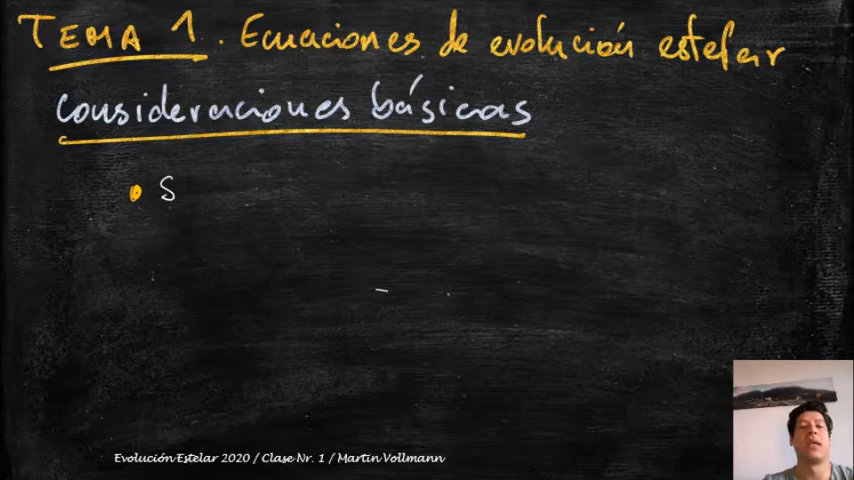 TEMA 1. Ecuaciones de evolución estelar
Consideraciones básicas
• S
Evolución Estelar 2020 / Clase Nr. 1 / Martin Vollmann